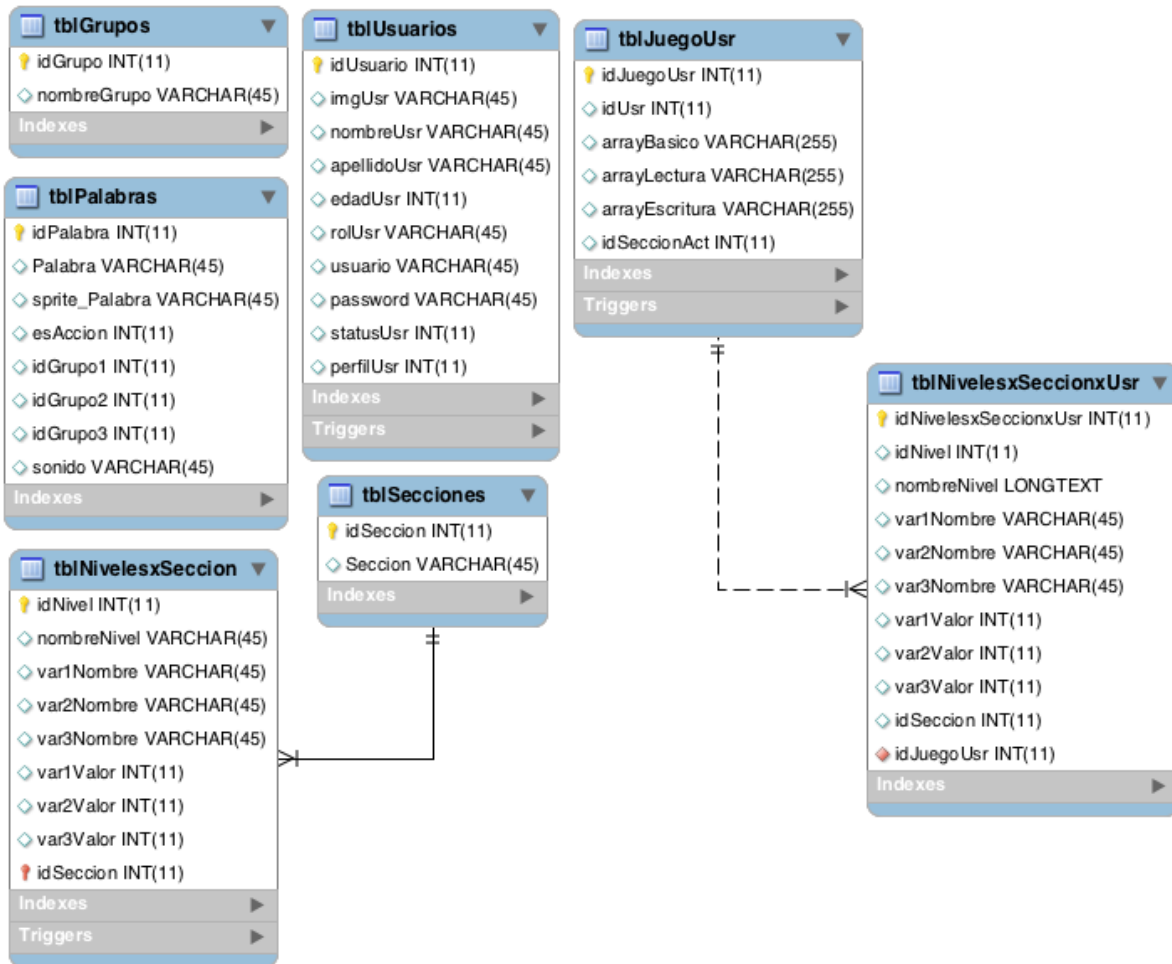 tblGrupos
idGrupo INT(11)
nombreGrupo VARCHAR(45)
Indexes
tblPalabras
idPalabra INT(11)
Palabra VARCHAR(45)
sprite_Palabra VARCHAR(45)
esAccion INT(11)
idGrupo1 INT(11)
idGrupo2 INT(11)
idGrupo3 INT(11)
sonido VARCHAR(45)
Indexes
tblNivelesxSeccion
idNivel INT(11)
nombreNivel VARCHAR(45)
var1Nombre VARCHAR(45)
var2Nombre VARCHAR(45)
var3Nombre VARCHAR(45)
var1Valor INT(11)
var2Valor INT(11)
var3Valor INT(11)
idSeccion INT(11)
Indexes
Triggers
tblUsuarios
idUsuario INT(11)
imgUsr VARCHAR(45)
nombreUsr VARCHAR(45)
apellidoUsr VARCHAR(45)
edadUsr INT(11)
rolUsr VARCHAR(45)
usuario VARCHAR(45)
password VARCHAR(45)
statusUsr INT(11)
perfilUsr INT(11)
Indexes
Triggers
tblSecciones
idSeccion INT(11)
Seccion VARCHAR(45)
Indexes
tblJuegoUsr
idJuegoUsr INT(11)
idUsr INT(11)
arrayBasico VARCHAR(255)
arrayLectura VARCHAR(255)
arrayEscritura VARCHAR(255)
idSeccionAct INT(11)
Indexes
Triggers
tblNivelesxSeccionxUsr
idNivelesxSeccionxUsr INT(11)
idNivel INT(11)
nombreNivel LONGTEXT
var1Nombre VARCHAR(45)
var2Nombre VARCHAR(45)
var3Nombre VARCHAR(45)
var1Valor INT(11)
var2Valor INT(11)
var3Valor INT(11)
idSeccion INT(11)
idJuegoUsr INT(11)
Indexes